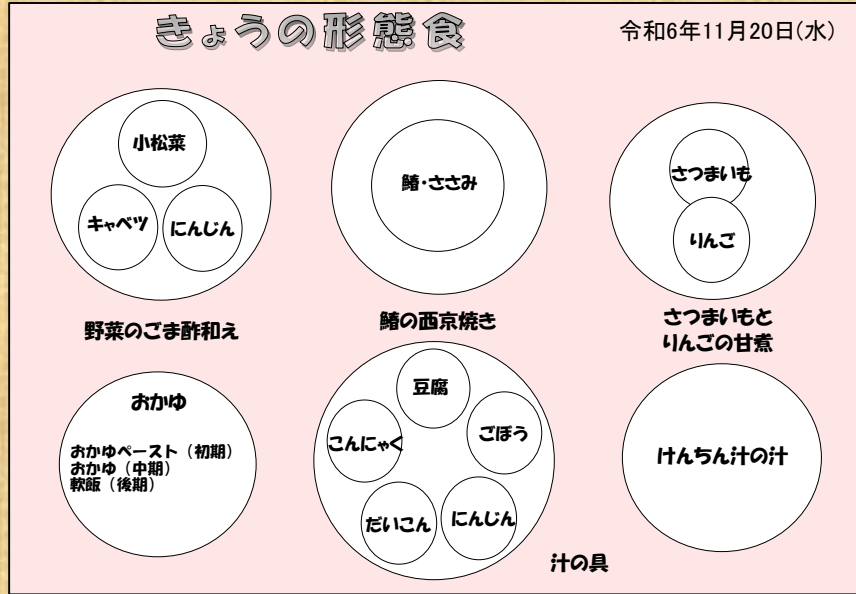 きょうの形態食
令和6年11月20日(水)
小松菜
キャベツ
にんじん
野菜のごま酢和え
鰆・ささみ
鰆の西京焼き
さつまいも
りんご
さつまいもと
りんごの甘煮
おかゆ
おかゆペースト（初期）
おかゆ（中期）
軟飯（後期）
豆腐
こんにゃく
ごぼう
だいこん
にんじん
汁の具
けんちん汁の汁